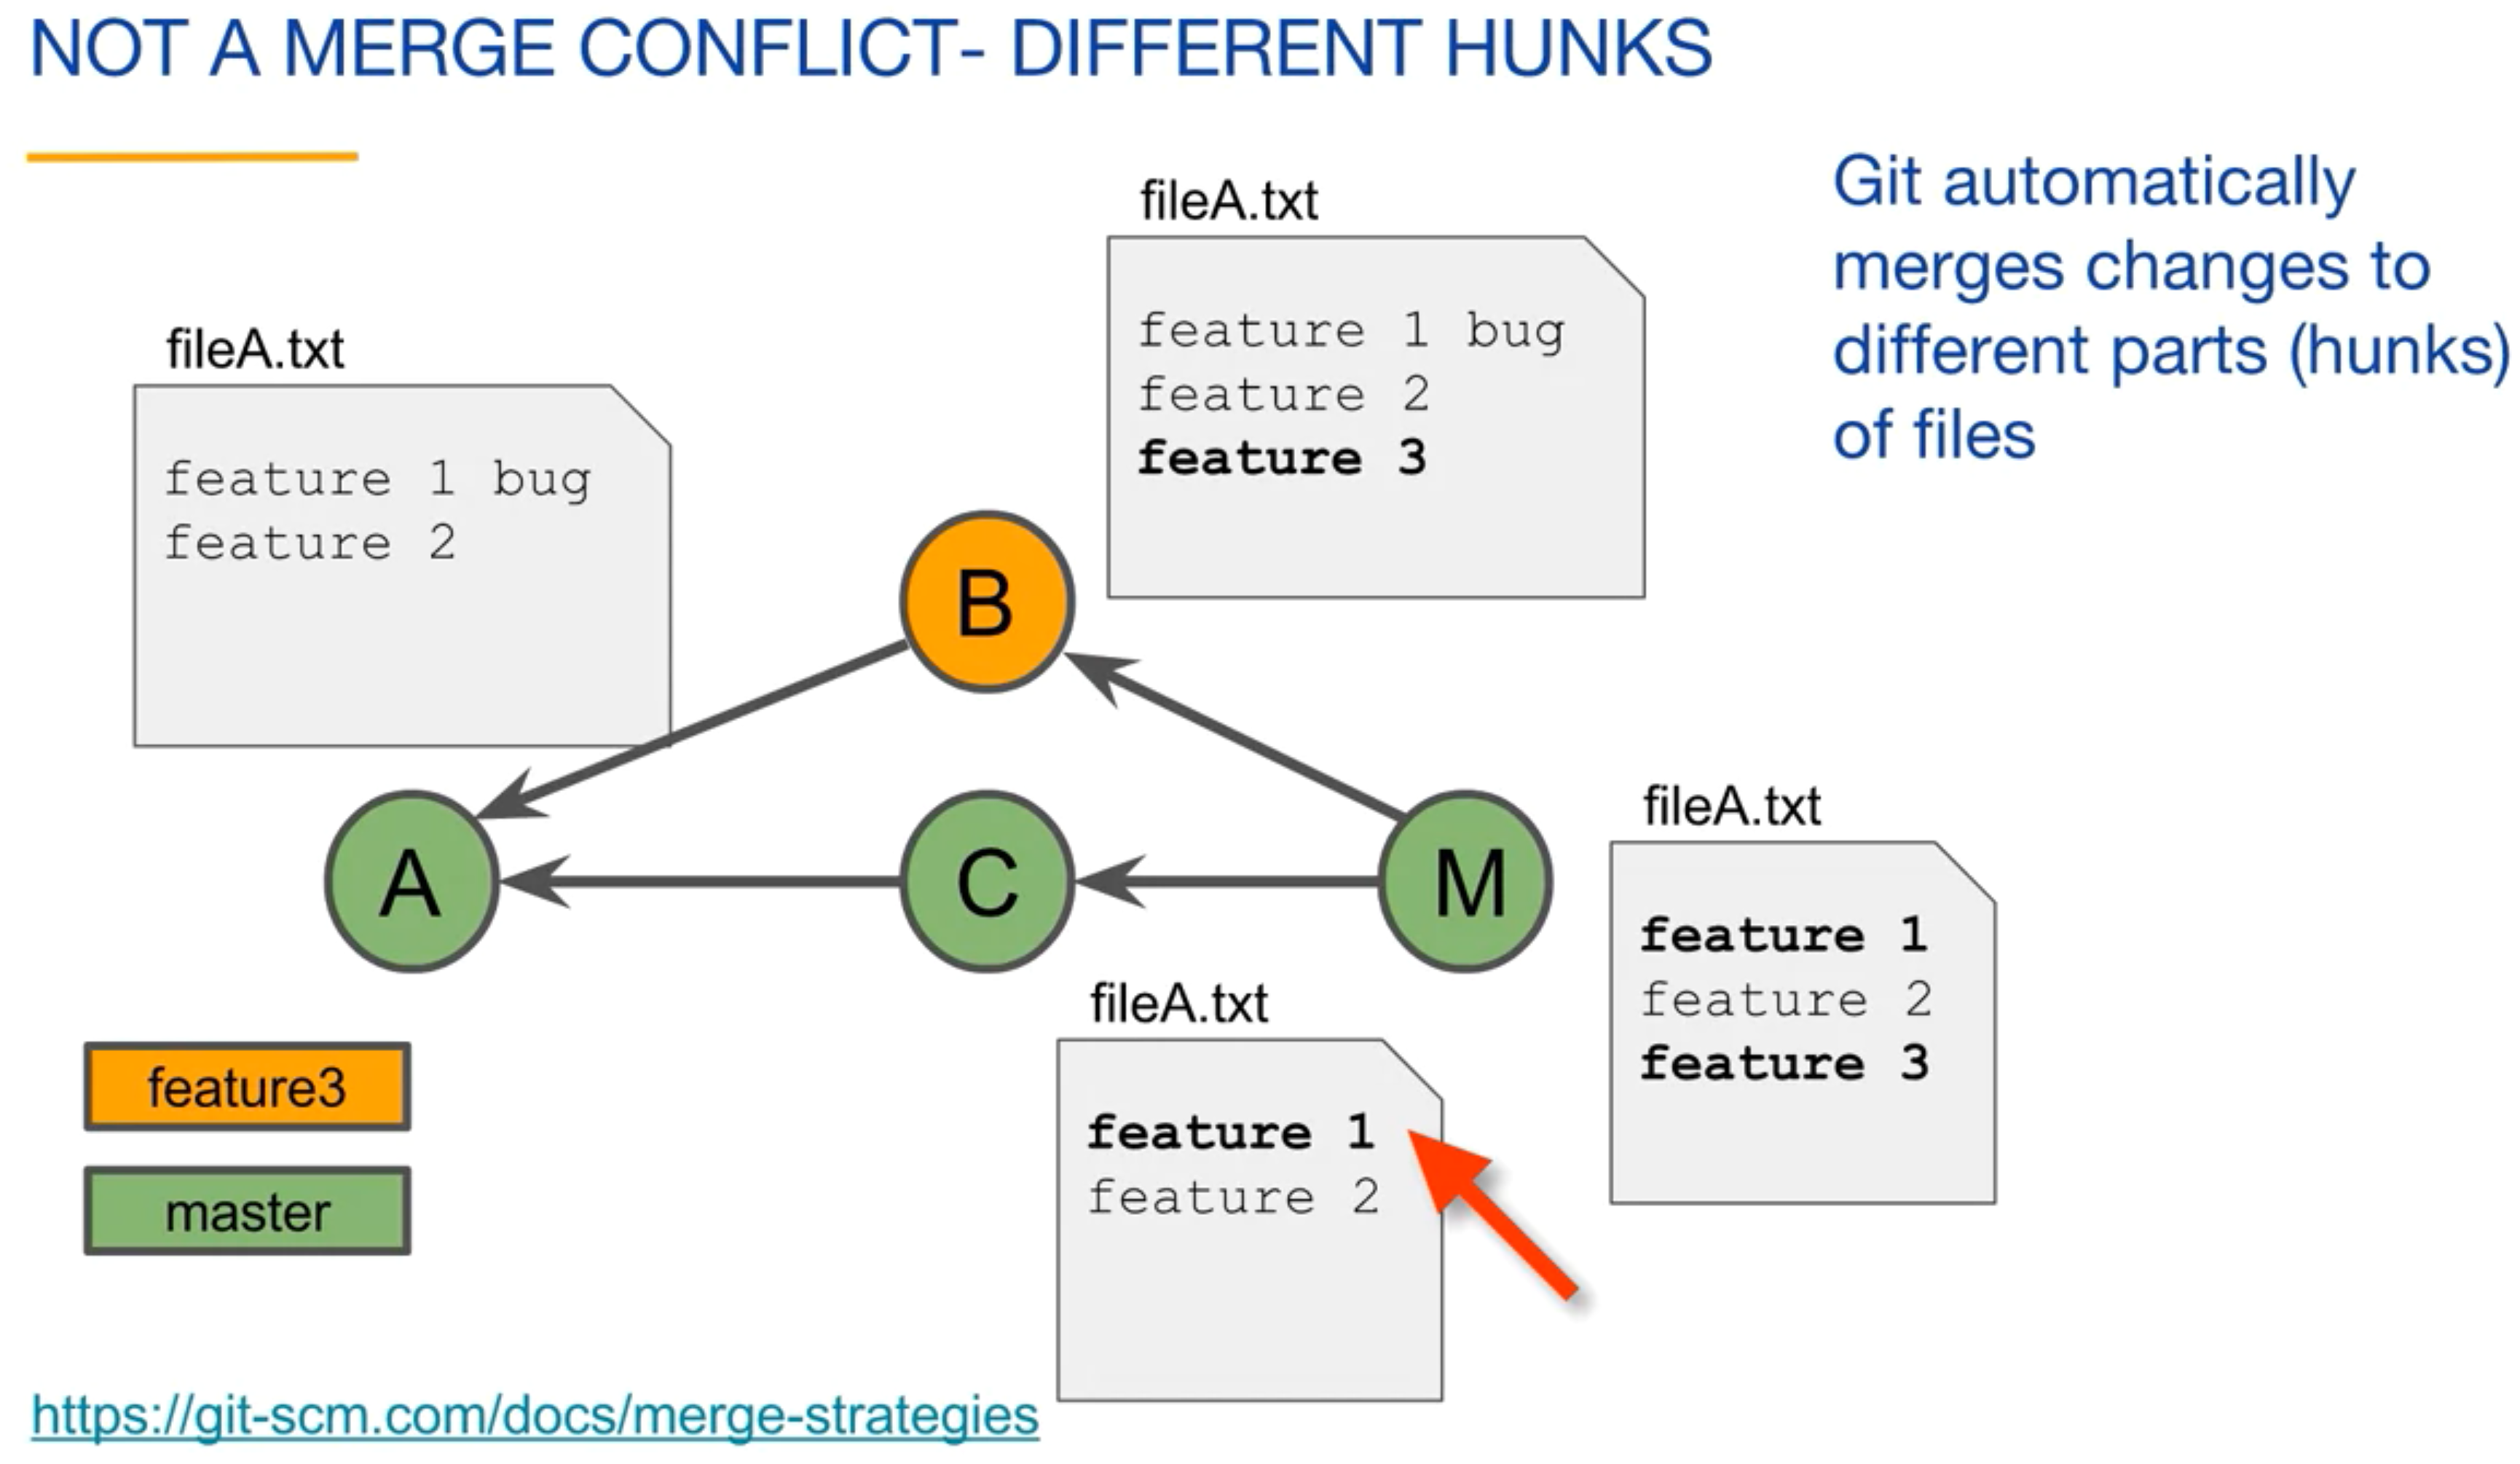 NOT A MERGE CONFLICT- DIFFERENT HUNKS
Git automatically
merges changes to
different parts (hunks)
of files
fileA.txt
feature 1 bug
feature 2
fileA.txt
feature 1 bug
feature 2
feature 3
B
A
C
M
fileA.txt
feature 1
feature 2
feature 3
fileA.txt
feature 1
feature 2
feature3
master
https://git-scm.com/docs/merge-strategies